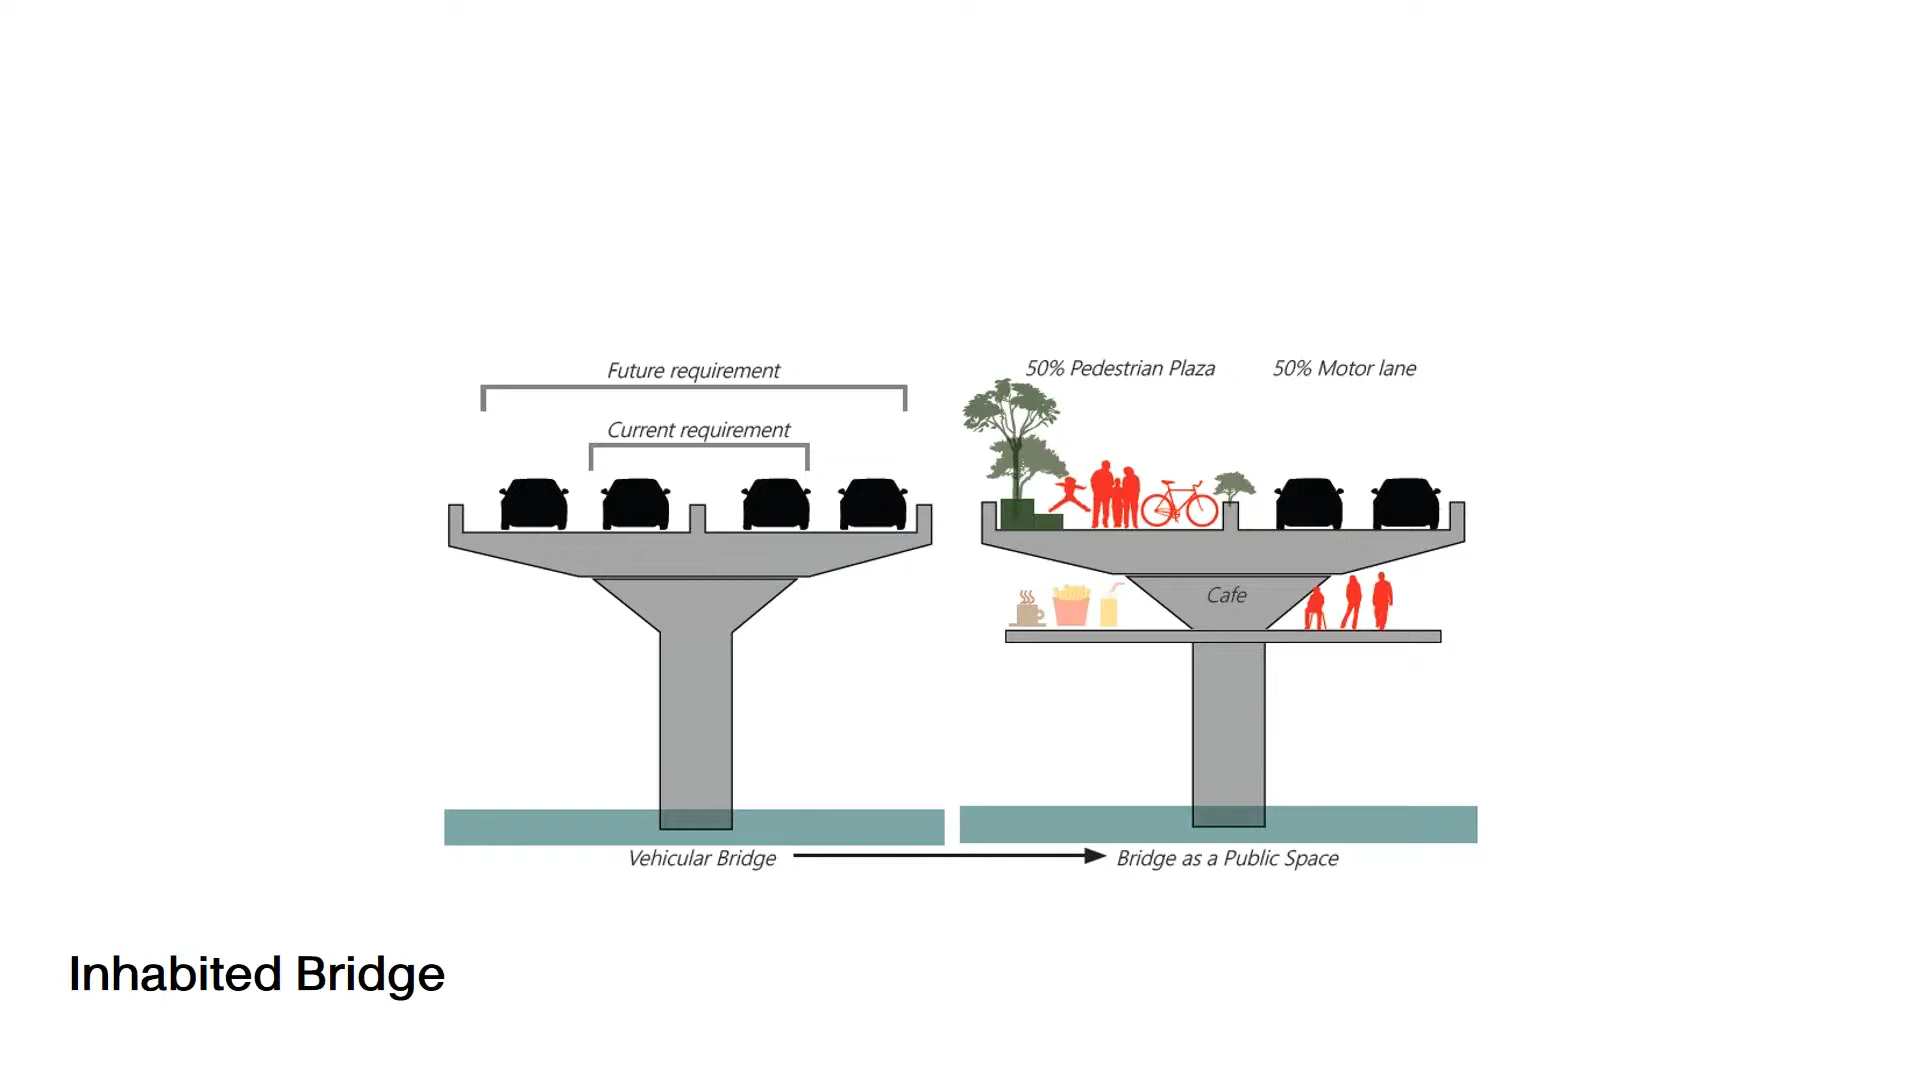 Future requirement
Current requirement
50% Pedestrian Plaza
50% Motor lane
Cafe
Vehicular Bridge
Bridge as a Public Space
Inhabited Bridge